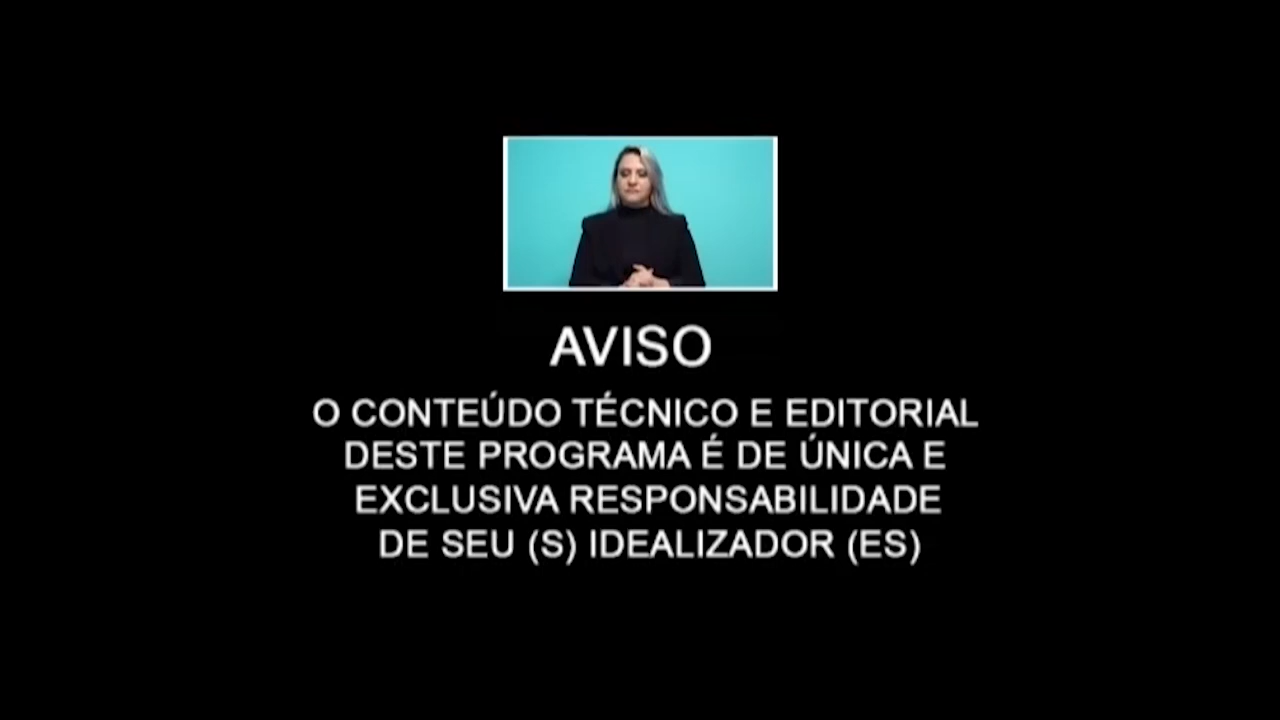 AVISO
O CONTEÚDO TÉCNICO E EDITORIAL
DESTE PROGRAMA É DE ÚNICA E
EXCLUSIVA RESPONSABILIDADE
DE SEU (S) IDEALIZADOR (ES)